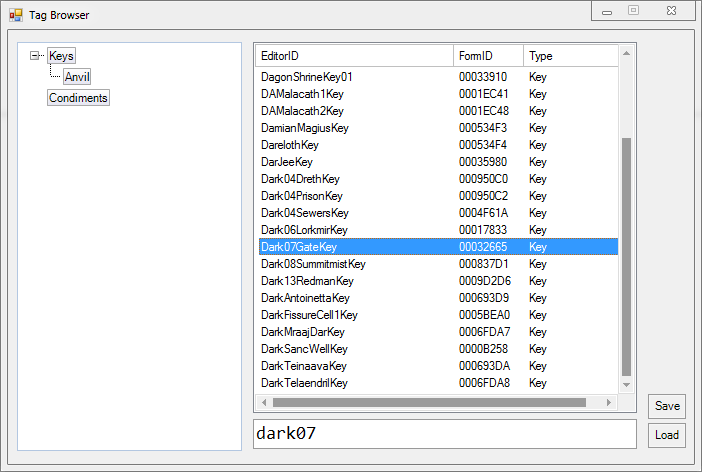 Tag Browser
Keys
Anvil
Condiments
EditorID FormID Type
DagonShrineKey01 00033910 Key
DAMalacath1Key 0001EC41 Key
DAMalacath2Key 0001EC48 Key
DamianMagiusKey 000534F3 Key
DarelothKey 000534F4 Key
DarJeeKey 00035980 Key
Dark04DrethKey 000950C0 Key
Dark04PrisonKey 000950C2 Key
Dark04SewersKey 0004F61A Key
Dark06LorkmirKey 00017833 Key
Dark07GateKey 00032665 Key
Dark08SummitmistKey 000837D1 Key
Dark13RedmanKey 0009D2D6 Key
DarkAntoinettaKey 000693D9 Key
DarkFissureCell1Key 0005BEA0 Key
DarkMraajDarKey 0006FDA7 Key
DarkSancWellKey 0000B258 Key
DarkTeinaavaKey 000693DA Key
DarkTelaendrilKey 0006FDA8 Key
dark07
Save
Load